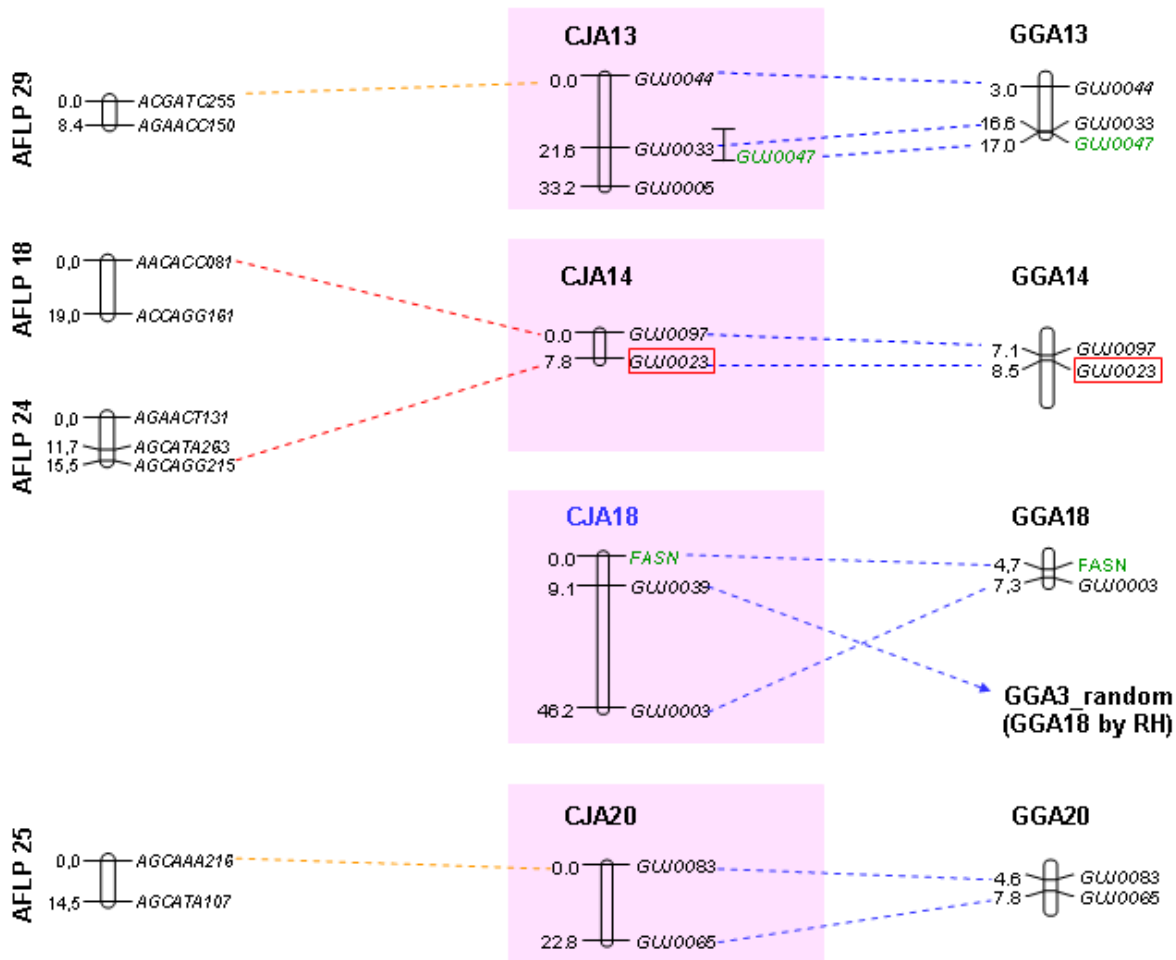 AFLP 29
0.0 ACGATC255
8.4 AGAACC150
CJA13
0.0 GUJ0044
21.6 GUJ0033
GUJ0047
33.2 GUJ0005
GGA13
3.0 GUJ0044
16.6 GUJ0033
17.0 GUJ0047
AFLP 18
0,0 AACACC081
19,0 ACCAGG161
AFLP 24
0,0 AGAACT131
11,7 AGCATA263
15,5 AGCAGG215
CJA14
0.0 GUJ0097
7.8 GUJ0023
GGA14
7.1 GUJ0097
8.5 GUJ0023
CJA18
0.0 FASN
9.1 GUJ0039
46.2 GUJ0003
GGA18
4,7 FASN
7,3 GUJ0003
GGA3_random
(GGA18 by RH)
AFLP 25
0,0 AGCAAA216
14,5 AGCATA107
CJA20
0.0 GUJ0083
22.8 GUJ0065
GGA20
4.6 GUJ0083
7.8 GUJ0065